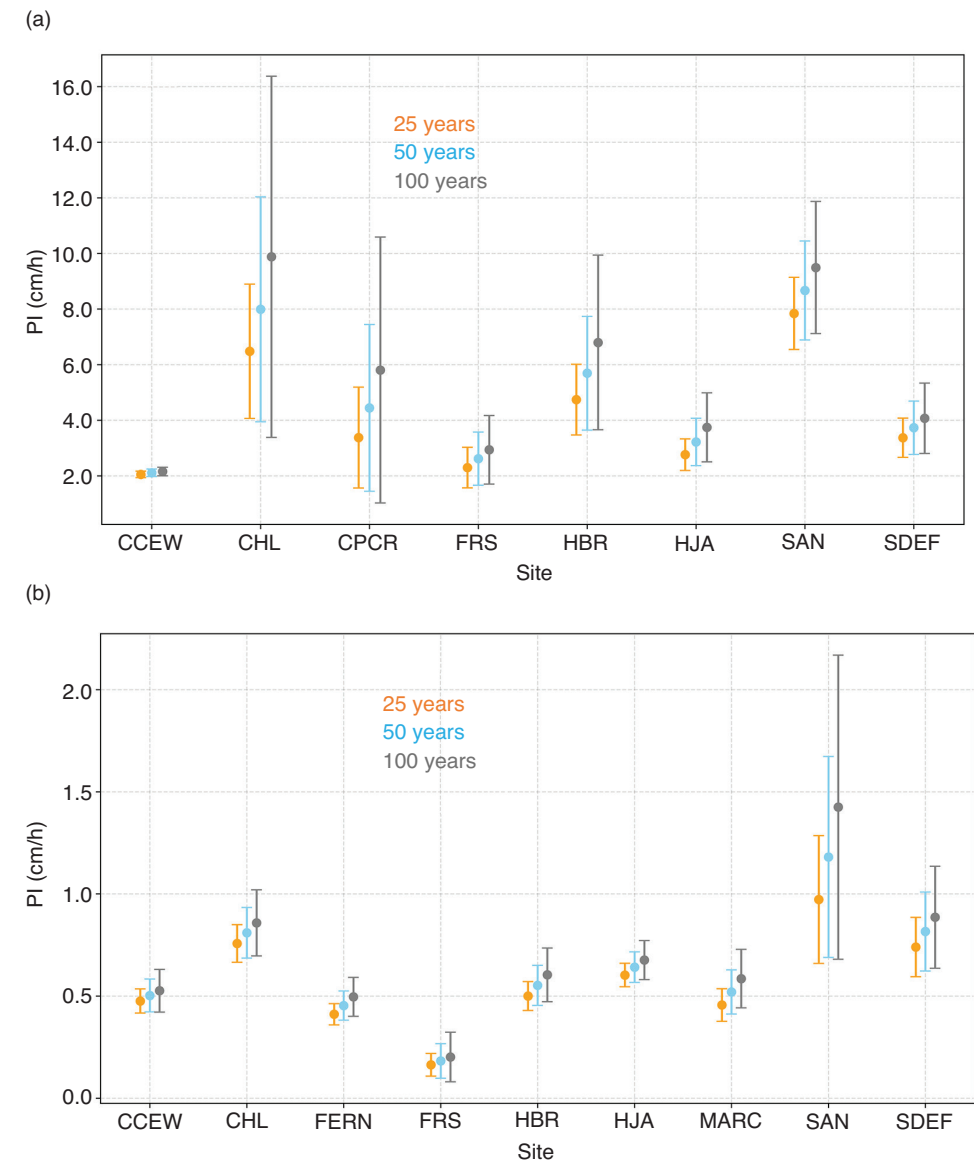 (a)
PI (cm/h)
16.0
14.0
12.0
10.0
8.0
6.0
4.0
2.0
25 years
50 years
100 years
CCEW CHL CPCR FRS HBR HJA SAN SDEF
Site
(b)
PI (cm/h)
2.0
1.5
1.0
0.5
0.0
25 years
50 years
100 years
CCEW CHL FERN FRS HBR HJA MARC SAN SDEF
Site